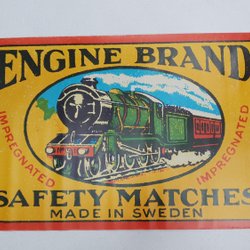 ENGINE BRAND
IMPREGNATED
IMPREGNATED
SAFETY MATCHES
MADE IN SWEDEN